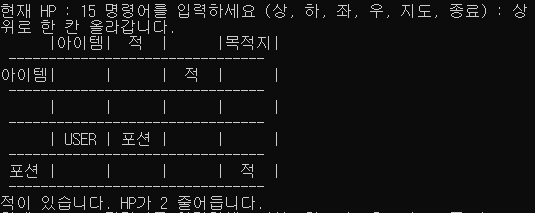 현재 HP : 15 명령어를 입력하세요 (상, 하, 좌, 우, 지도, 종료) : 상
위로 한 칸 올라갑니다.
     |아이템| 적 |     |목적지|
 --------------------------------
아이템|     |     | 적 |     |
 --------------------------------
     |     |     |     |     |
 --------------------------------
     | USER | 포션 |     |     |
 --------------------------------
 포션 |     |     |     | 적 |
 --------------------------------
적이 있습니다. HP가 2 줄어듭니다.